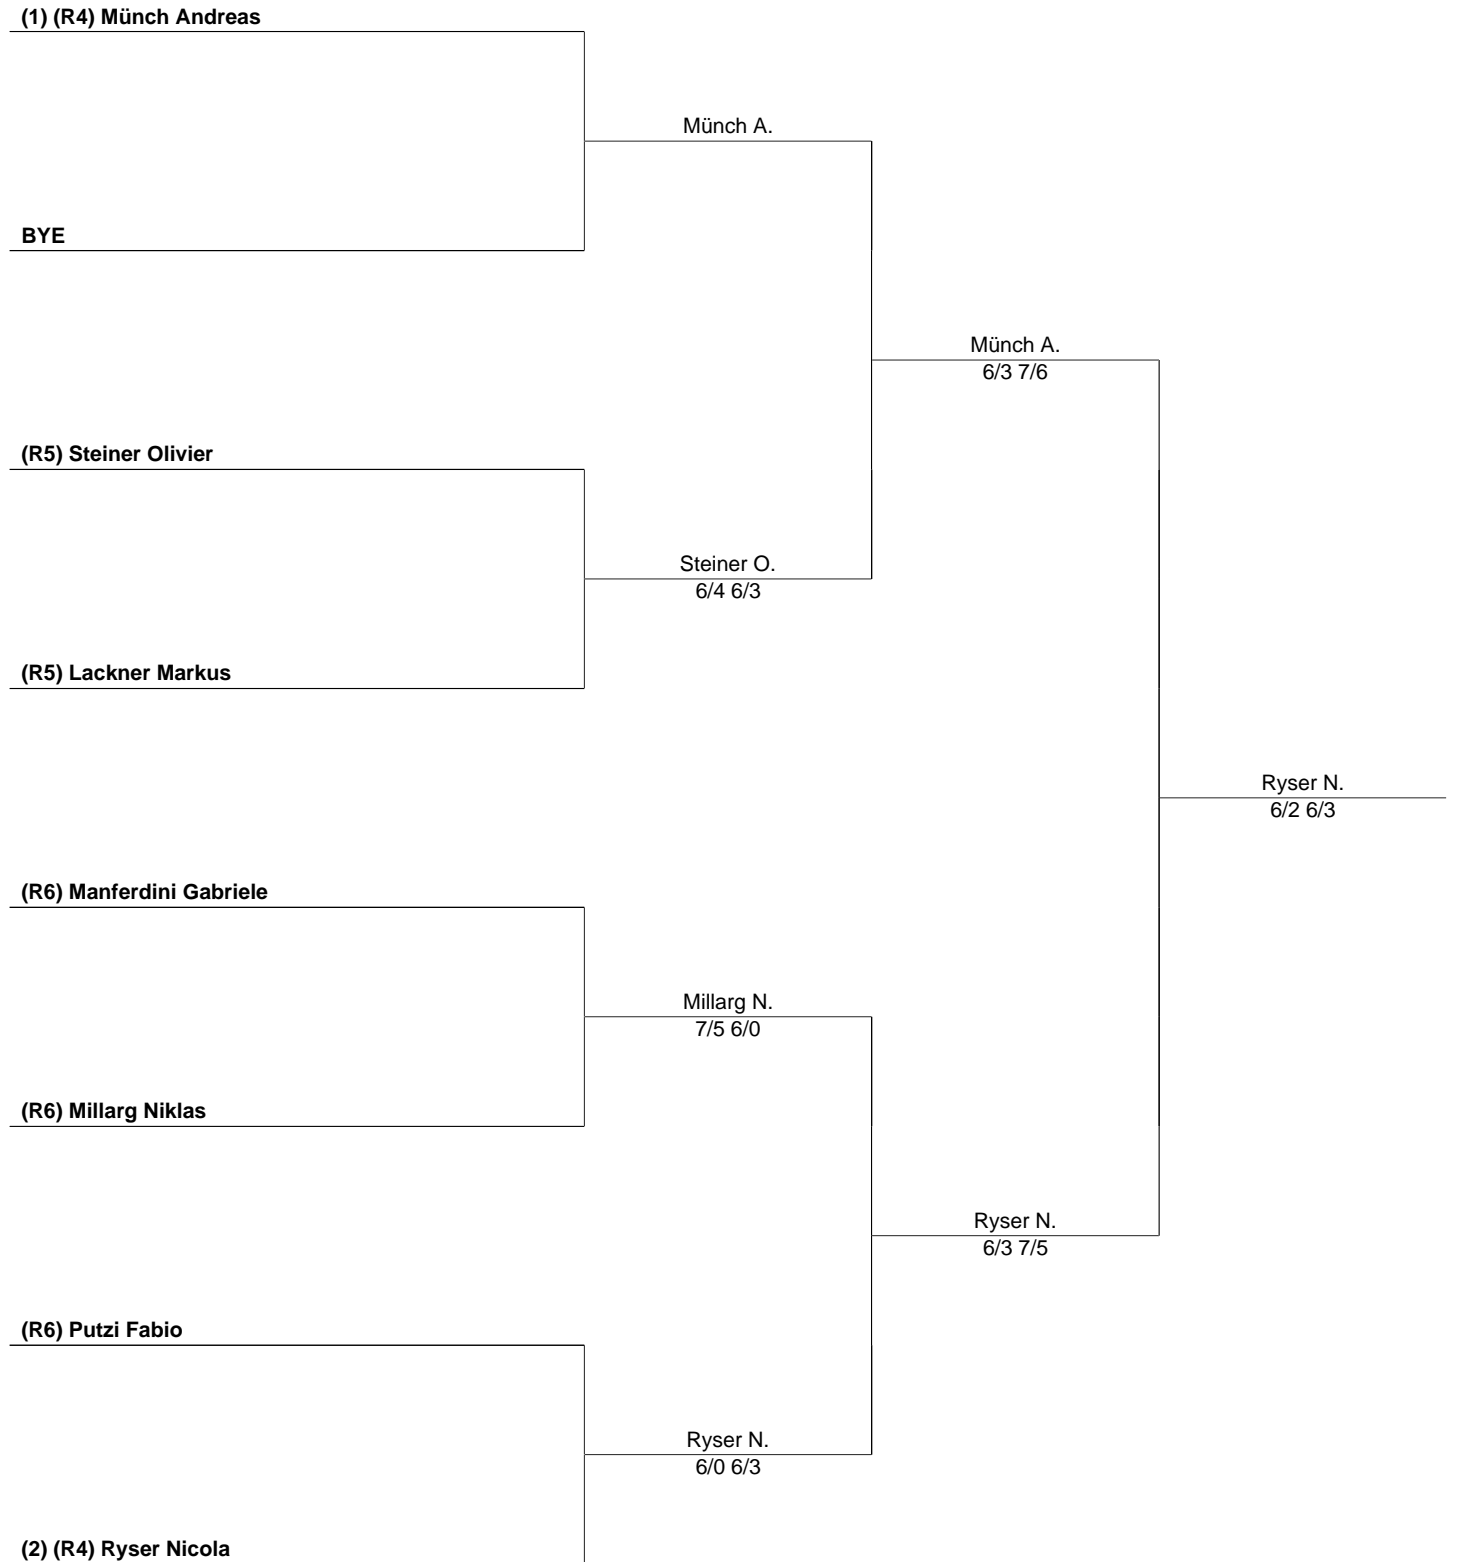 (1) (R4) Münch Andreas
Münch A.
BYE
Münch A.
6/3 7/6
(R5) Steiner Olivier
Steiner O.
6/4 6/3
(R5) Lackner Markus
Ryser N.
6/2 6/3
(R6) Manferdini Gabriele
Millarg N.
7/5 6/0
(R6) Millarg Niklas
Ryser N.
6/3 7/5
(R6) Putzi Fabio
Ryser N.
6/0 6/3
(2) (R4) Ryser Nicola